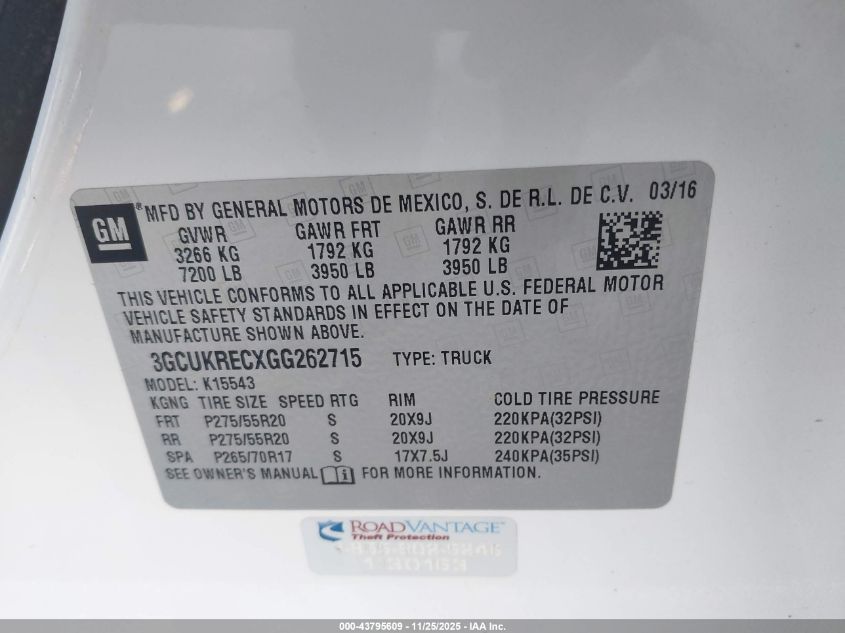 GM
® MFD BY GENERAL MOTORS DE MEXICO, S. DE R.L. DE C.V. 03/16
GVWR GAWR FRT GAWR RR
3266 KG 1792 KG 1792 KG
7200 LB 3950 LB 3950 LB
THIS VEHICLE CONFORMS TO ALL APPLICABLE U.S. FEDERAL MOTOR
VEHICLE SAFETY STANDARDS IN EFFECT ON THE DATE OF
MANUFACTURE SHOWN ABOVE.
3GCUKRECXGG262715 TYPE: TRUCK
MODEL: K15543
KGNG TIRE SIZE SPEED RTG RIM COLD TIRE PRESSURE
FRT P275/55R20 S 20X9J 220KPA(32PSI)
RR P275/55R20 S 20X9J 220KPA(32PSI)
SPA P265/70R17 S 17X7.5J 240KPA(35PSI)
SEE OWNER'S MANUAL i FOR MORE INFORMATION.
ROADVANTAGE
Theft Protection
000-43795609 - 11/25/2025 - IAA Inc.